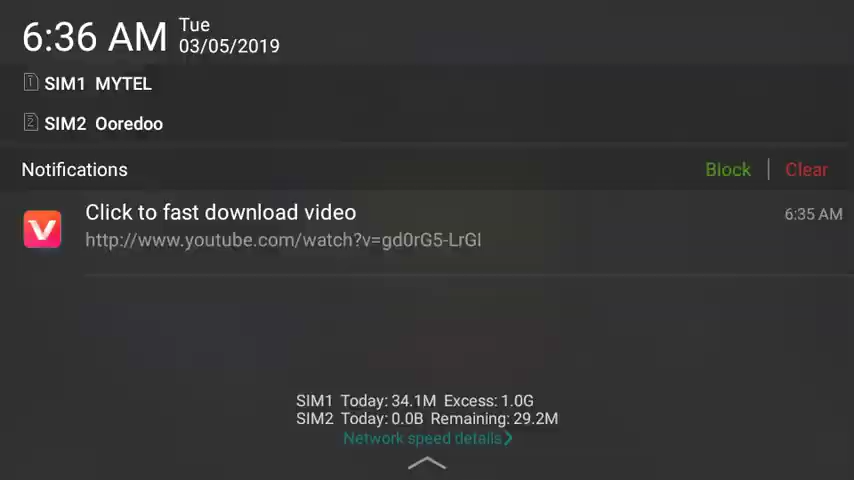 6:36 AM
Tue
03/05/2019
1 SIM1 MYTEL
2 SIM2 Ooredoo
Notifications
Block | Clear
Click to fast download video
6:35 AM
http://www.youtube.com/watch?v=gd0rG5-LrGI
SIM1 Today: 34.1M Excess: 1.0G
SIM2 Today: 0.0B Remaining: 29.2M
Network speed details